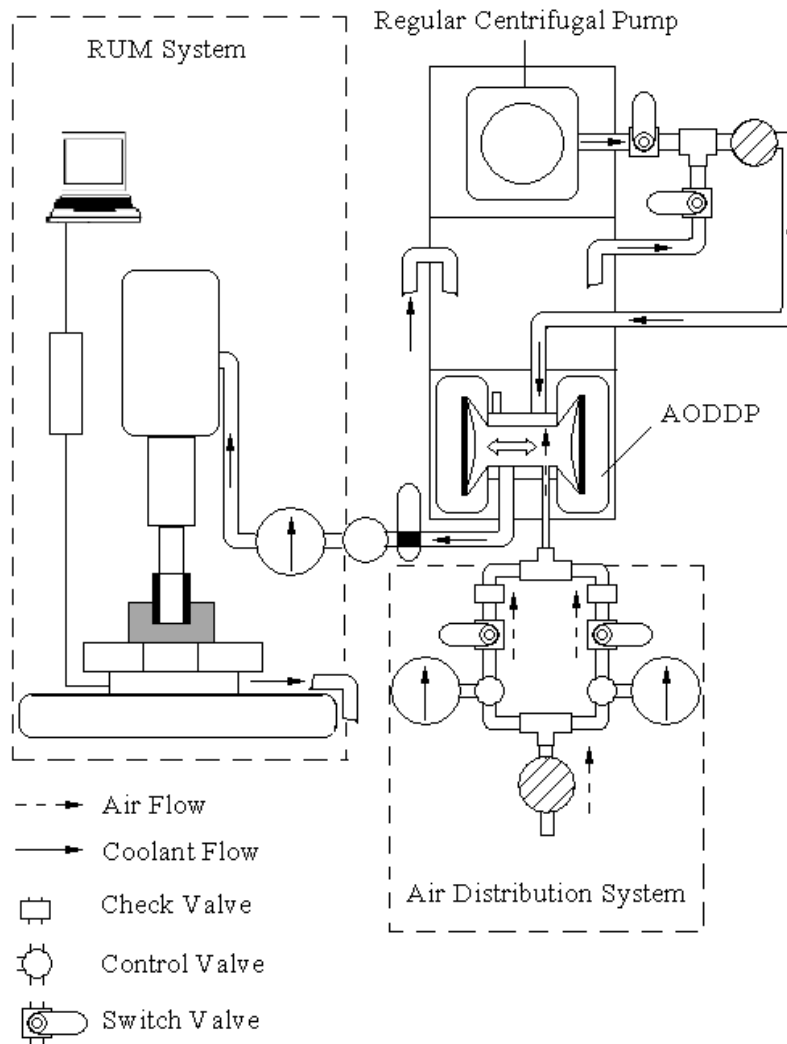 Regular Centrifugal Pump
RUM System
AODDP
Air Flow
Coolant Flow
Check Valve
Control Valve
Switch Valve
Air Distribution System